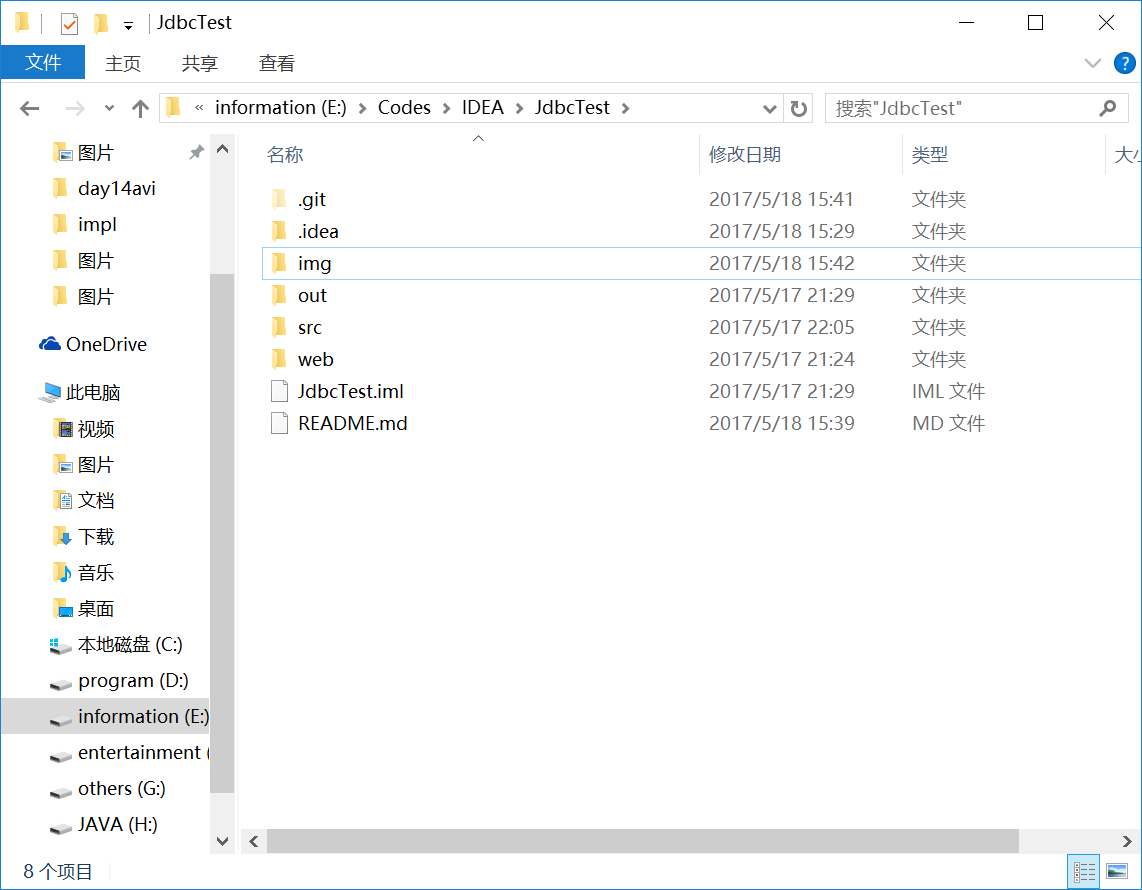 JdbcTest
文件 主页 共享 查看
« information (E:) > Codes > IDEA > JdbcTest >
搜索"JdbcTest"
图片
day14avi
impl
图片
图片
OneDrive
此电脑
视频
图片
文档
下载
音乐
桌面
本地磁盘 (C:)
program (D:)
information (E:)
entertainment (
others (G:)
JAVA (H:)
名称 修改日期 类型 大小
.git 2017/5/18 15:41 文件夹
.idea 2017/5/18 15:29 文件夹
img 2017/5/18 15:42 文件夹
out 2017/5/17 21:29 文件夹
src 2017/5/17 22:05 文件夹
web 2017/5/17 21:24 文件夹
JdbcTest.iml 2017/5/17 21:29 IML 文件
README.md 2017/5/18 15:39 MD 文件
8 个项目